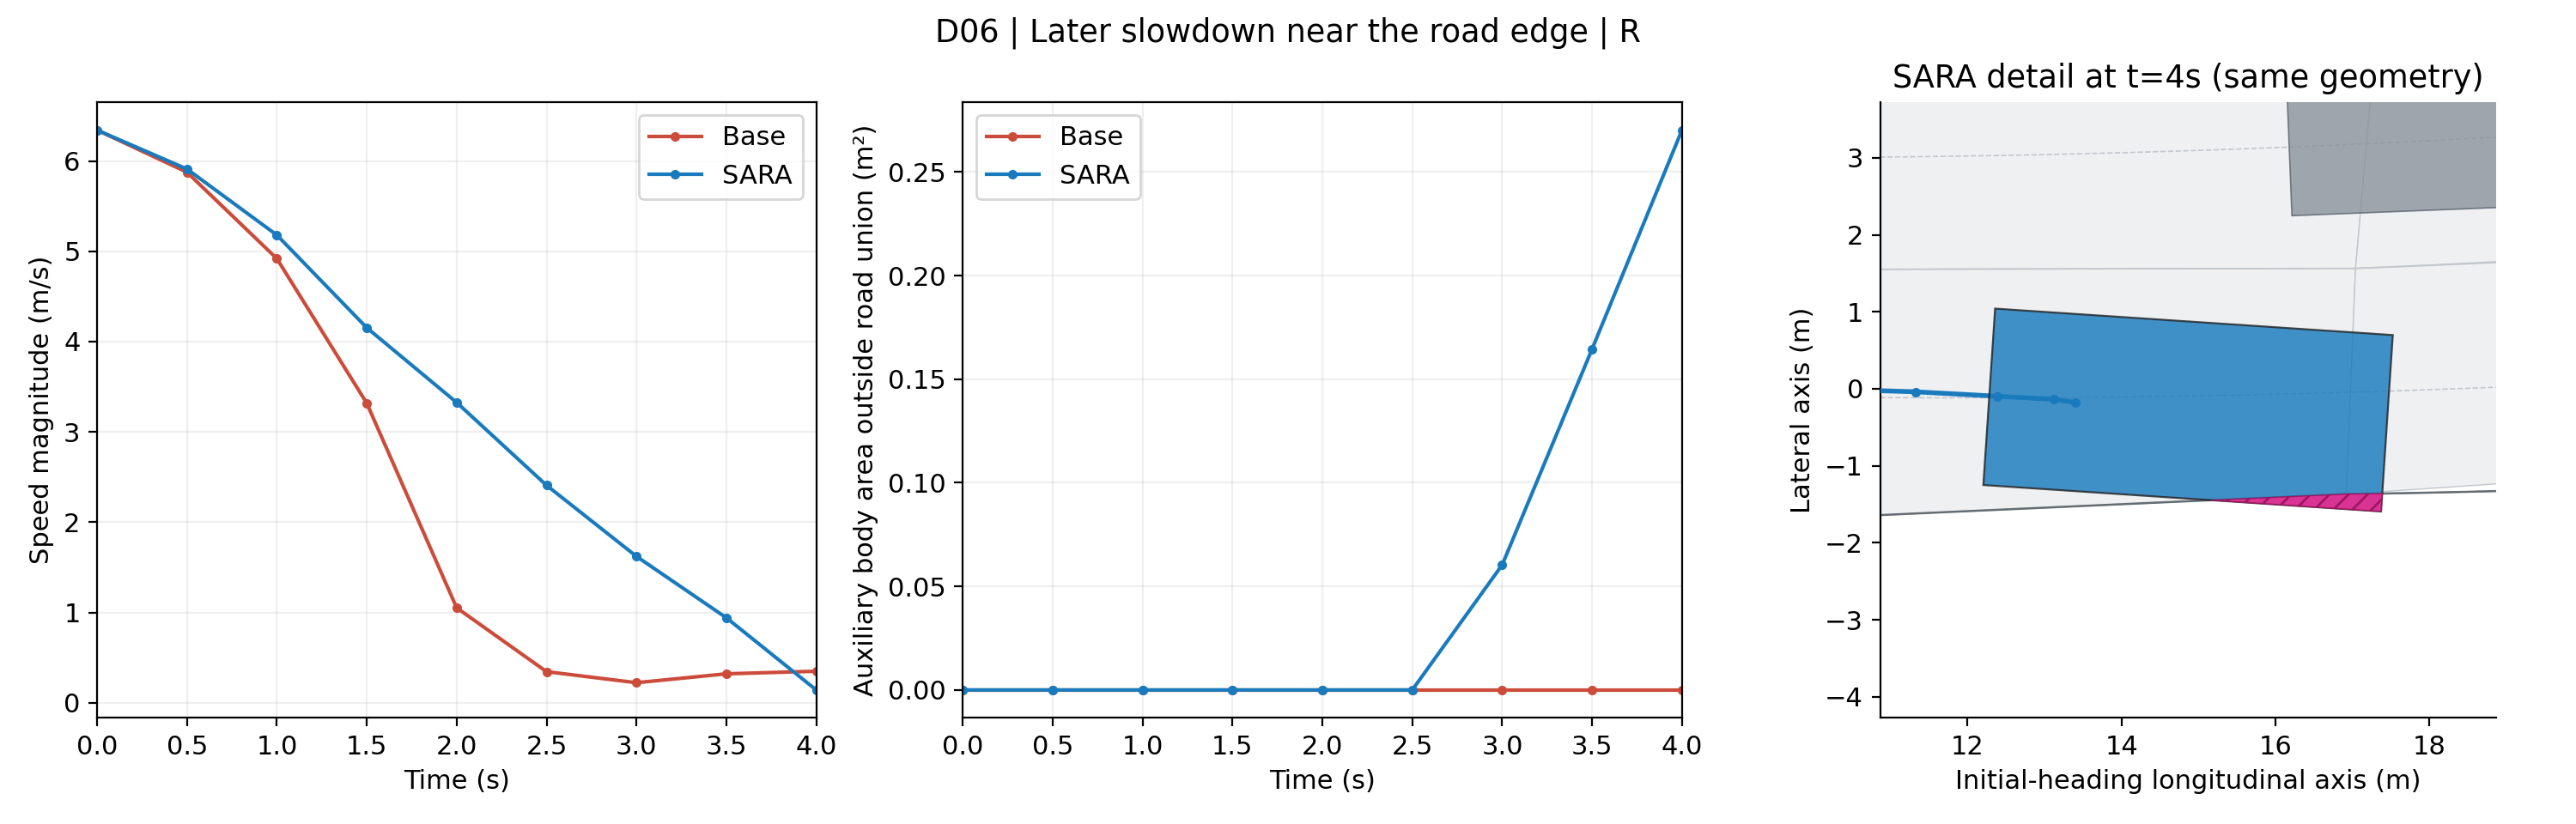 D06 | Later slowdown near the road edge | R
Speed magnitude (m/s)
6
5
4
3
2
1
0
Base
SARA
0.0 0.5 1.0 1.5 2.0 2.5 3.0 3.5 4.0
Time (s)
Auxiliary body area outside road union (m²)
0.25
0.20
0.15
0.10
0.05
0.00
Base
SARA
0.0 0.5 1.0 1.5 2.0 2.5 3.0 3.5 4.0
Time (s)
SARA detail at t=4s (same geometry)
Lateral axis (m)
3
2
1
0
−1
−2
−3
−4
12 14 16 18
Initial-heading longitudinal axis (m)